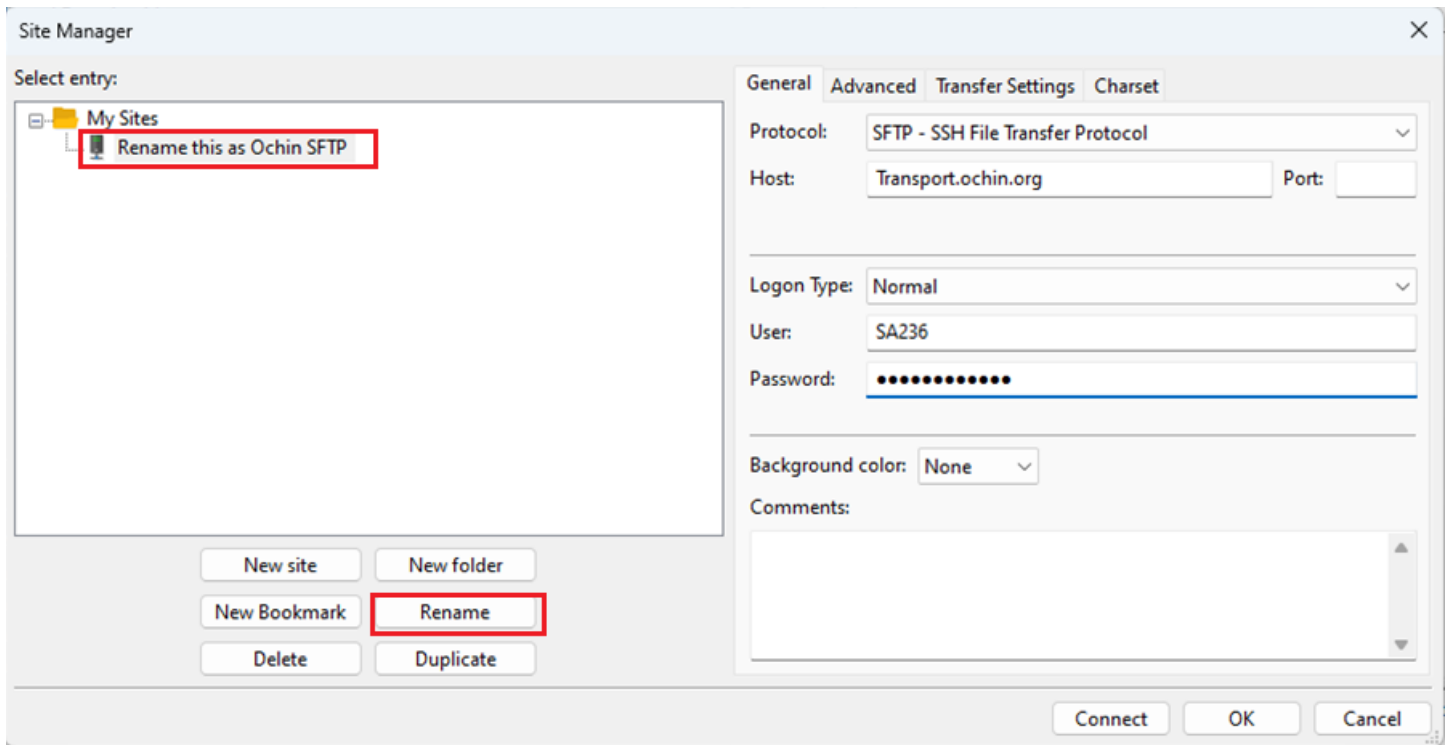 Site Manager
Select entry:
My Sites
Rename this as Ochin SFTP
New site
New folder
New Bookmark
Rename
Delete
Duplicate
General Advanced Transfer Settings Charset
Protocol: SFTP - SSH File Transfer Protocol
Host: Transport.ochin.org Port:
Logon Type: Normal
User: SA236
Password: ●●●●●●●●●●●●
Background color: None
Comments:
Connect OK Cancel